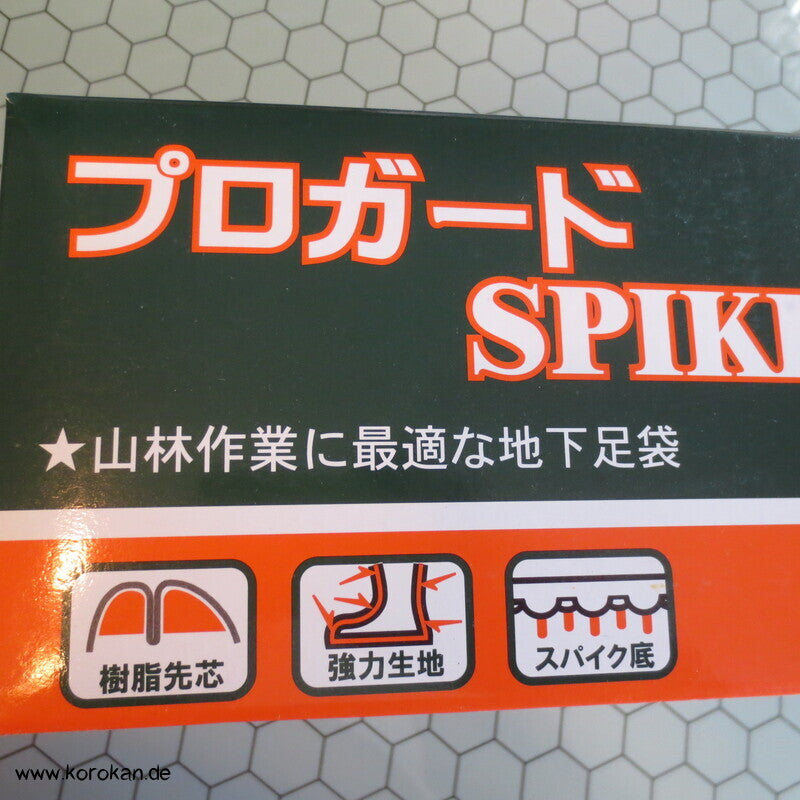 プロガード
SPIK
★山林作業に最適な地下足袋
樹脂先芯
強力生地
スパイク底
www.korokan.de